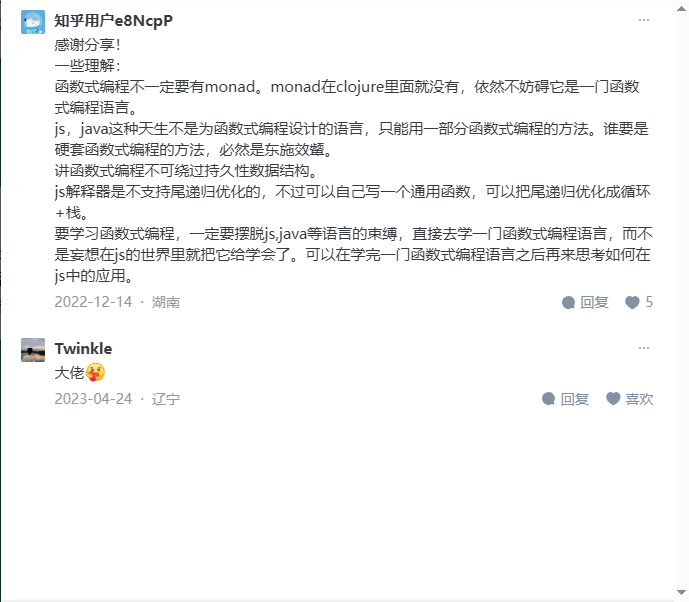 知乎用户e8NcpP
感谢分享！
一些理解：
函数式编程不一定要有monad。monad在clojure里面就没有，依然不妨碍它是一门函数
式编程语言。
js，java这种天生不是为函数式编程设计的语言，只能用一部分函数式编程的方法。谁要是
硬套函数式编程的方法，必然是东施效颦。
讲函数式编程不可绕过持久性数据结构。
js解释器是不支持尾递归优化的，不过可以自己写一个通用函数，可以把尾递归优化成循环
+栈。
要学习函数式编程，一定要摆脱js,java等语言的束缚，直接去学一门函数式编程语言，而不
是妄想在js的世界里就把它给学会了。可以在学完一门函数式编程语言之后再来思考如何在
js中的应用。
2022-12-14 · 湖南 回复 5
Twinkle
大佬
2023-04-24 · 辽宁 回复 喜欢